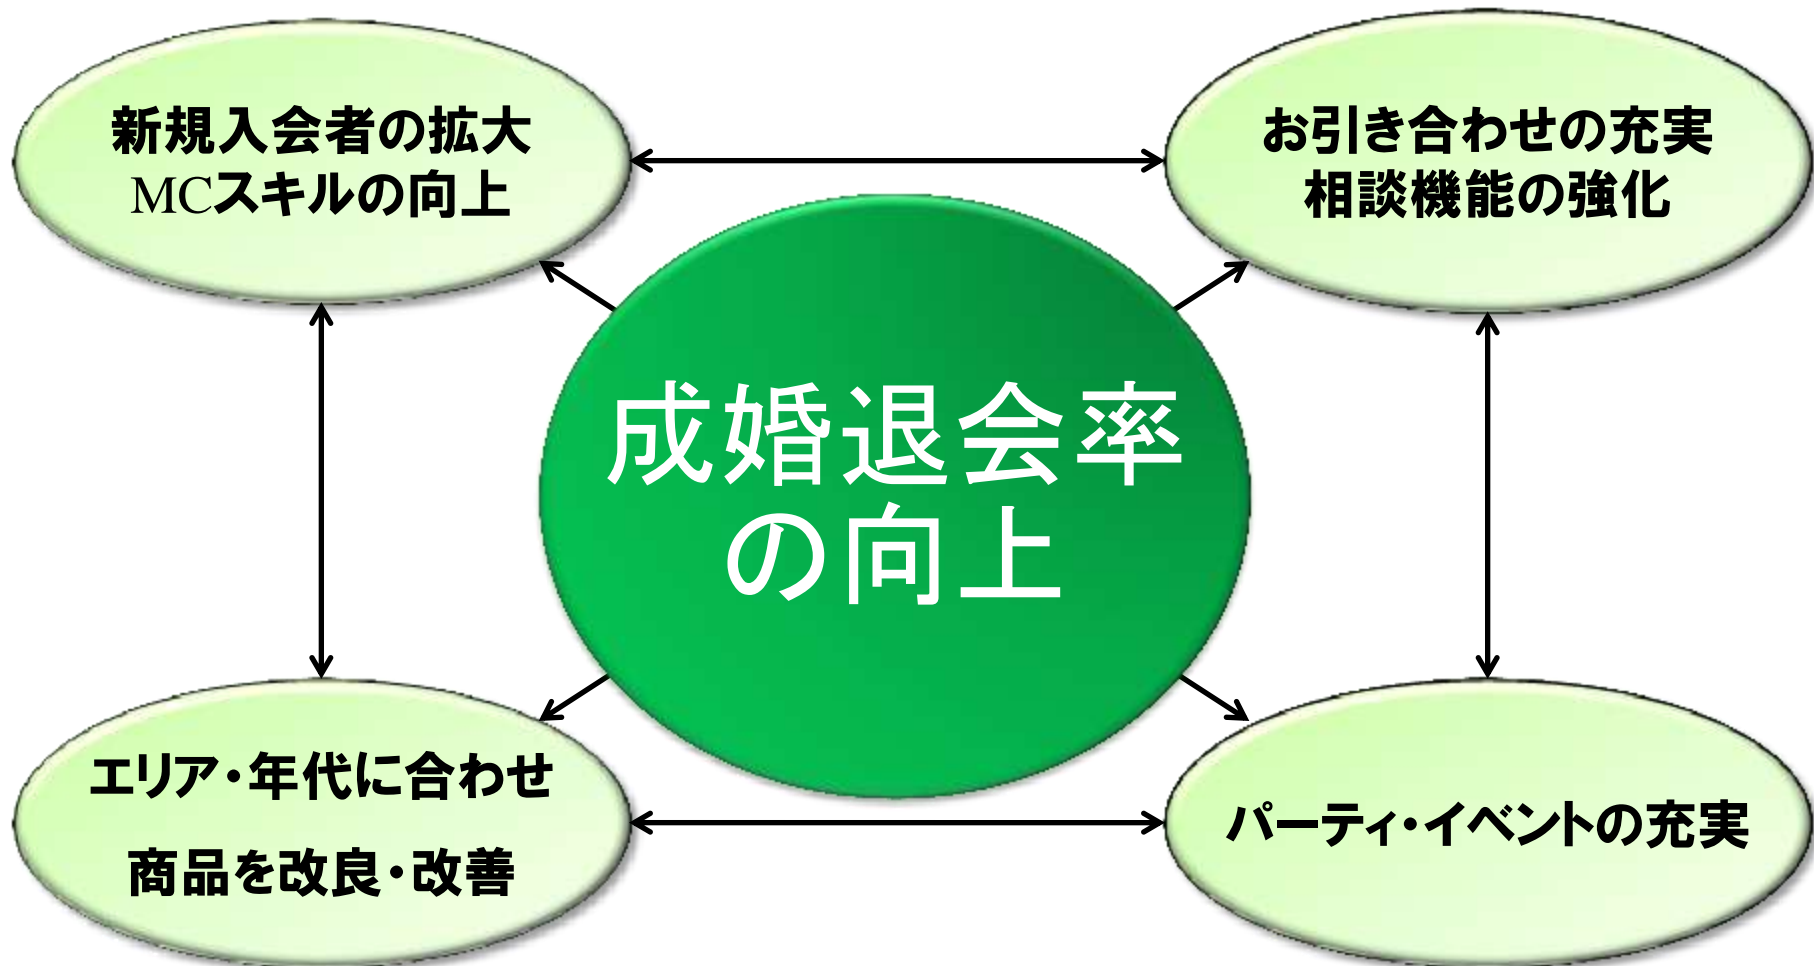 新規入会者の拡大
MCスキルの向上
お引き合わせの充実
相談機能の強化
成婚退会率
の向上
エリア・年代に合わせ
商品を改良・改善
パーティ・イベントの充実